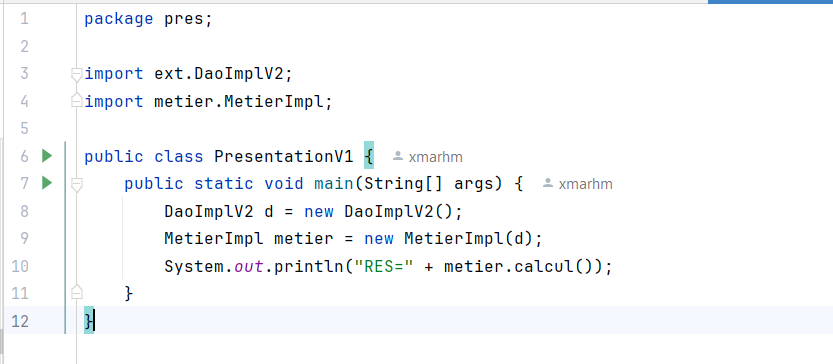 1 package pres;
2
3 import ext.DaoImplV2;
4 import metier.MetierImpl;
5
6 public class PresentationV1 { xmarhm
7 public static void main(String[] args) { xmarhm
8 DaoImplV2 d = new DaoImplV2();
9 MetierImpl metier = new MetierImpl(d);
10 System.out.println("RES=" + metier.calcul());
11 }
12 }